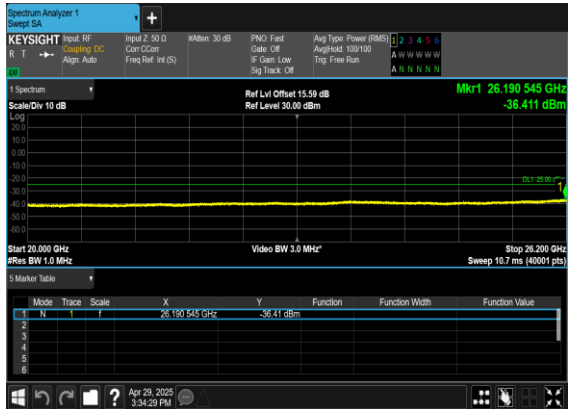 Spectrum Analyzer 1
Swept SA
+
KEYSIGHT Input: RF Input Z: 50 Ω #Atten: 30 dB PNO: Fast Avg Type: Power (RMS) 1 2 3 4 5 6
R T Coupling: DC Corr CCorr Gate: Off Avg|Hold: 100/100 A W W W W W
Align: Auto Freq Ref: Int (S) IF Gain: Low Trig: Free Run
LXI Sig Track: Off A N N N N N
1 Spectrum Ref Lvl Offset 15.59 dB Mkr1 26.190 545 GHz
Scale/Div 10 dB Ref Level 30.00 dBm -36.411 dBm
Log
20.0
10.0
0.00
-10.0
-20.0 DL1 -25.00 dBm
-30.0 1
-40.0
-50.0
-60.0
Start 20.000 GHz Video BW 3.0 MHz* Stop 26.200 GHz
#Res BW 1.0 MHz Sweep 10.7 ms (40001 pts)
5 Marker Table
Mode Trace Scale X Y Function Function Width Function Value
1 N 1 f 26.190 545 GHz -36.41 dBm
2
3
4
5
6
? Apr 29, 2025
3:34:29 PM